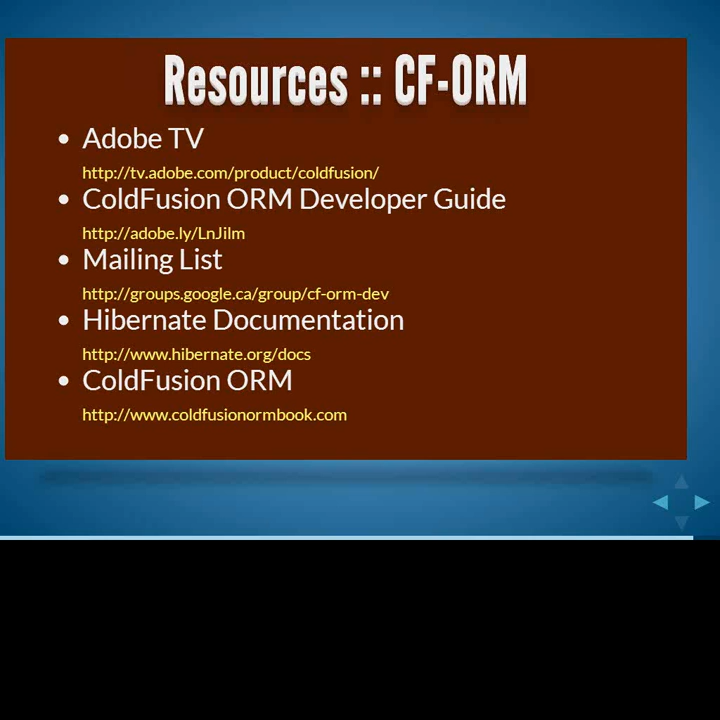 Resources :: CF-ORM
Adobe TV
http://tv.adobe.com/product/coldfusion/
ColdFusion ORM Developer Guide
http://adobe.ly/LnJilm
Mailing List
http://groups.google.ca/group/cf-orm-dev
Hibernate Documentation
http://www.hibernate.org/docs
ColdFusion ORM
http://www.coldfusionormbook.com